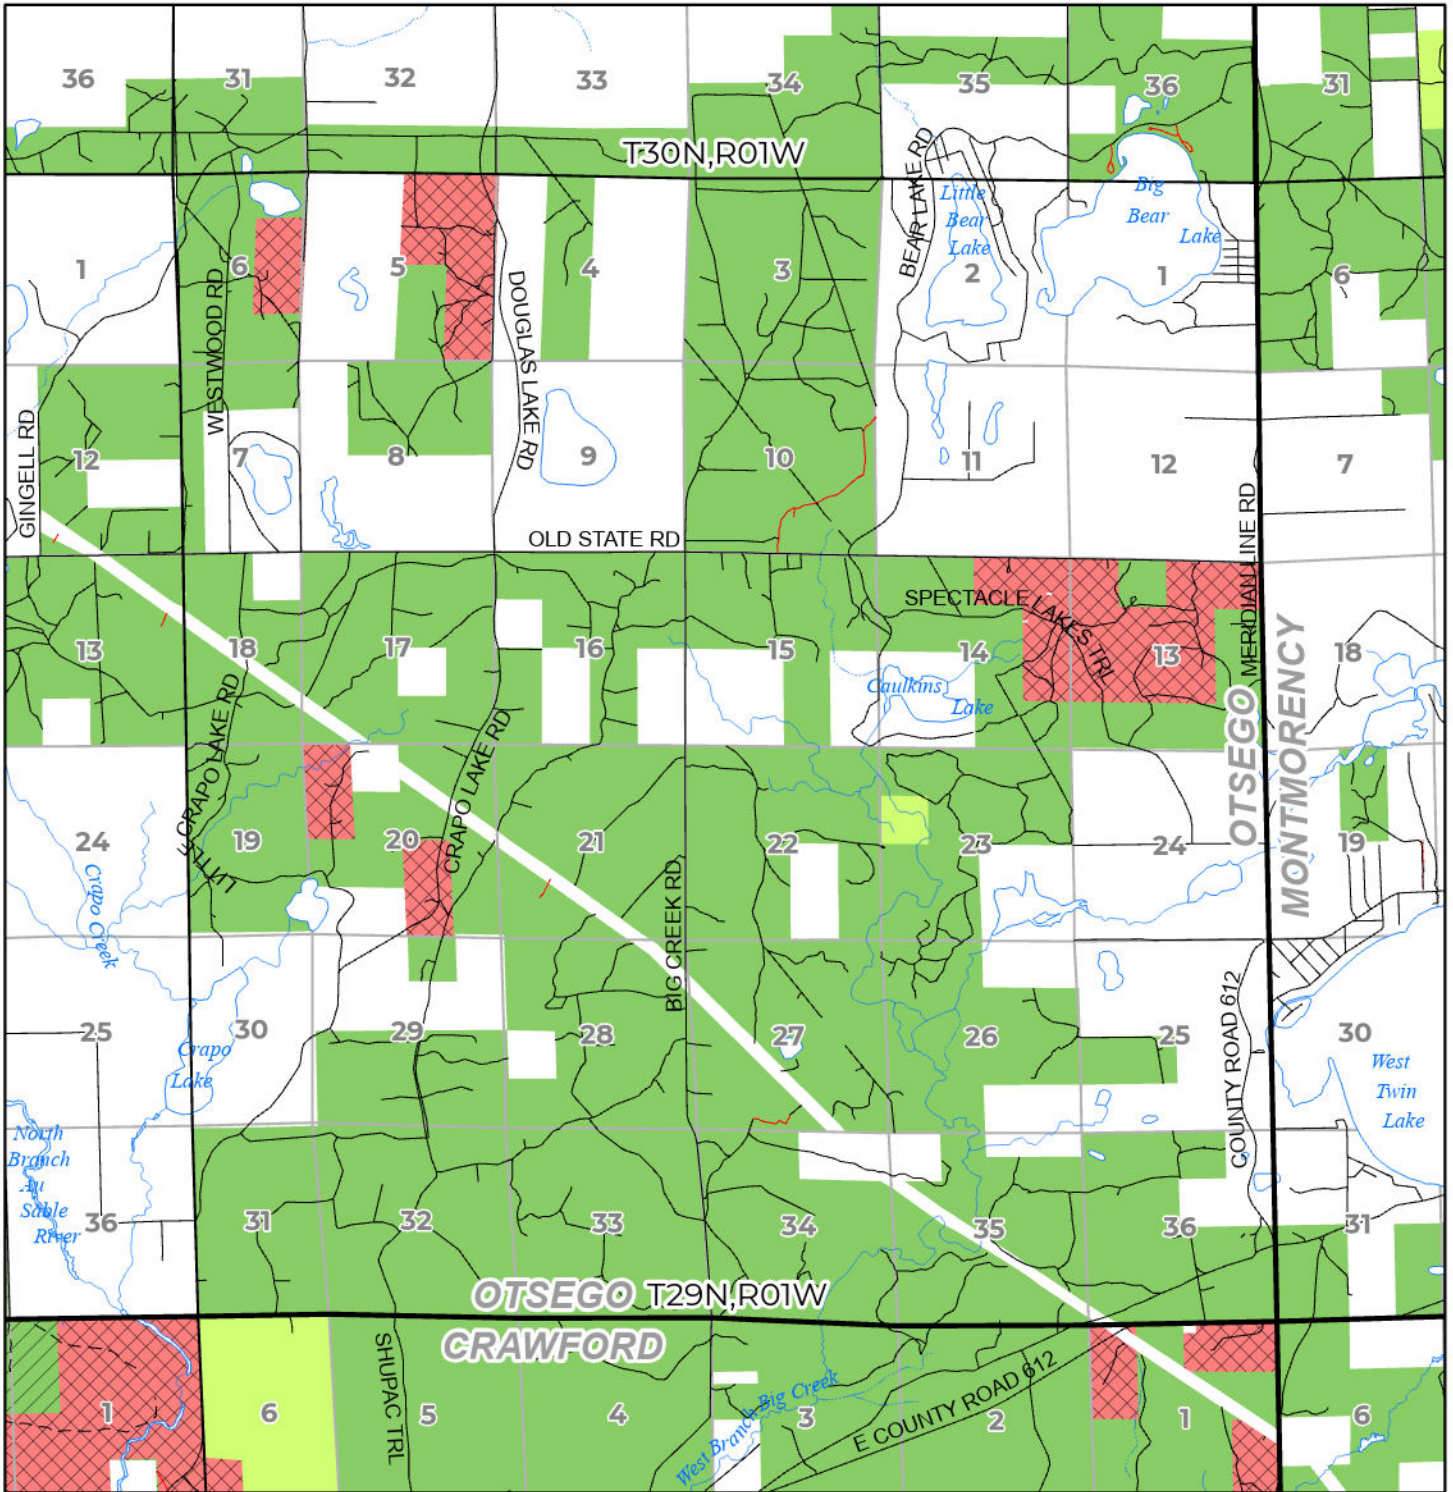 36
31
32
33
34
35
36
31
T30N,R01W
BEAR LAKE RD
Little
Bear
Lake
Big
Bear
Lake
1
6
WESTWOOD RD
5
DOUGLAS LAKE RD
4
3
2
1
6
GINGELL RD
12
7
8
9
10
11
12
7
OLD STATE RD
MERIDIAN LINE RD
SPECTACLE LAKES TRL
13
18
17
16
15
14
13
18
Caulkins
Lake
OTSEGO
MONTMORENCY
LITTLE CRAPO LAKE RD
CRAPO LAKE RD
24
19
20
21
22
23
24
19
Crapo Creek
BIG CREEK RD
COUNTY ROAD 612
25
30
29
28
27
26
25
30
Crapo
Lake
West
Twin
Lake
North
Branch
Au
Sable
River
36
31
32
33
34
35
36
31
OTSEGO
T29N,R01W
CRAWFORD
SHUPAC TRL
1
6
5
4
3
2
1
6
West Branch Big Creek
E COUNTY ROAD 612